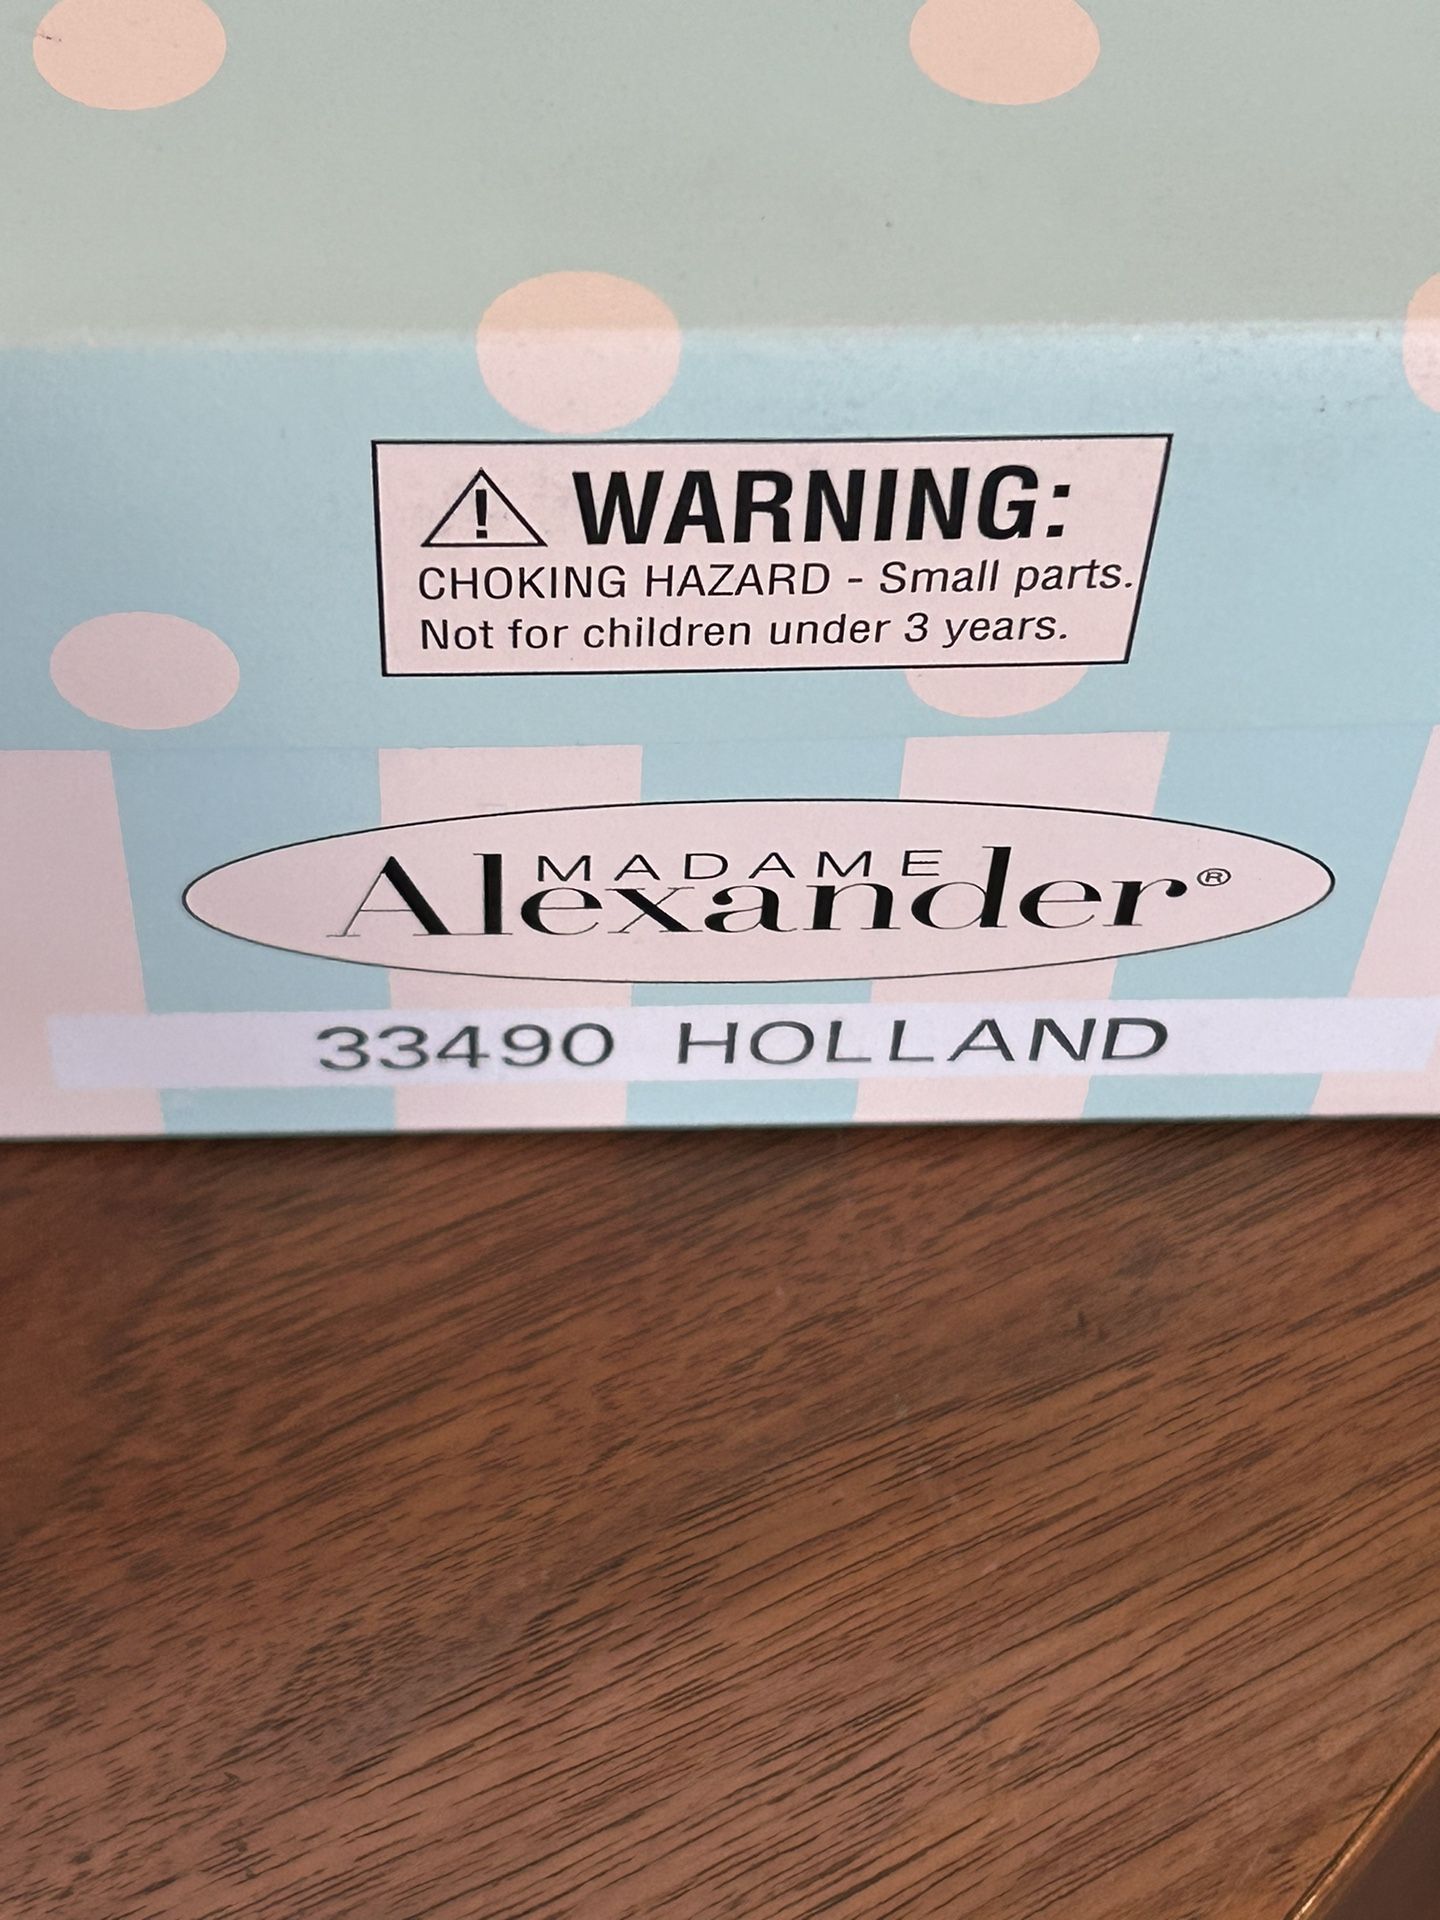 WARNING:
CHOKING HAZARD - Small parts.
Not for children under 3 years.
MADAME
Alexander®
33490 HOLLAND